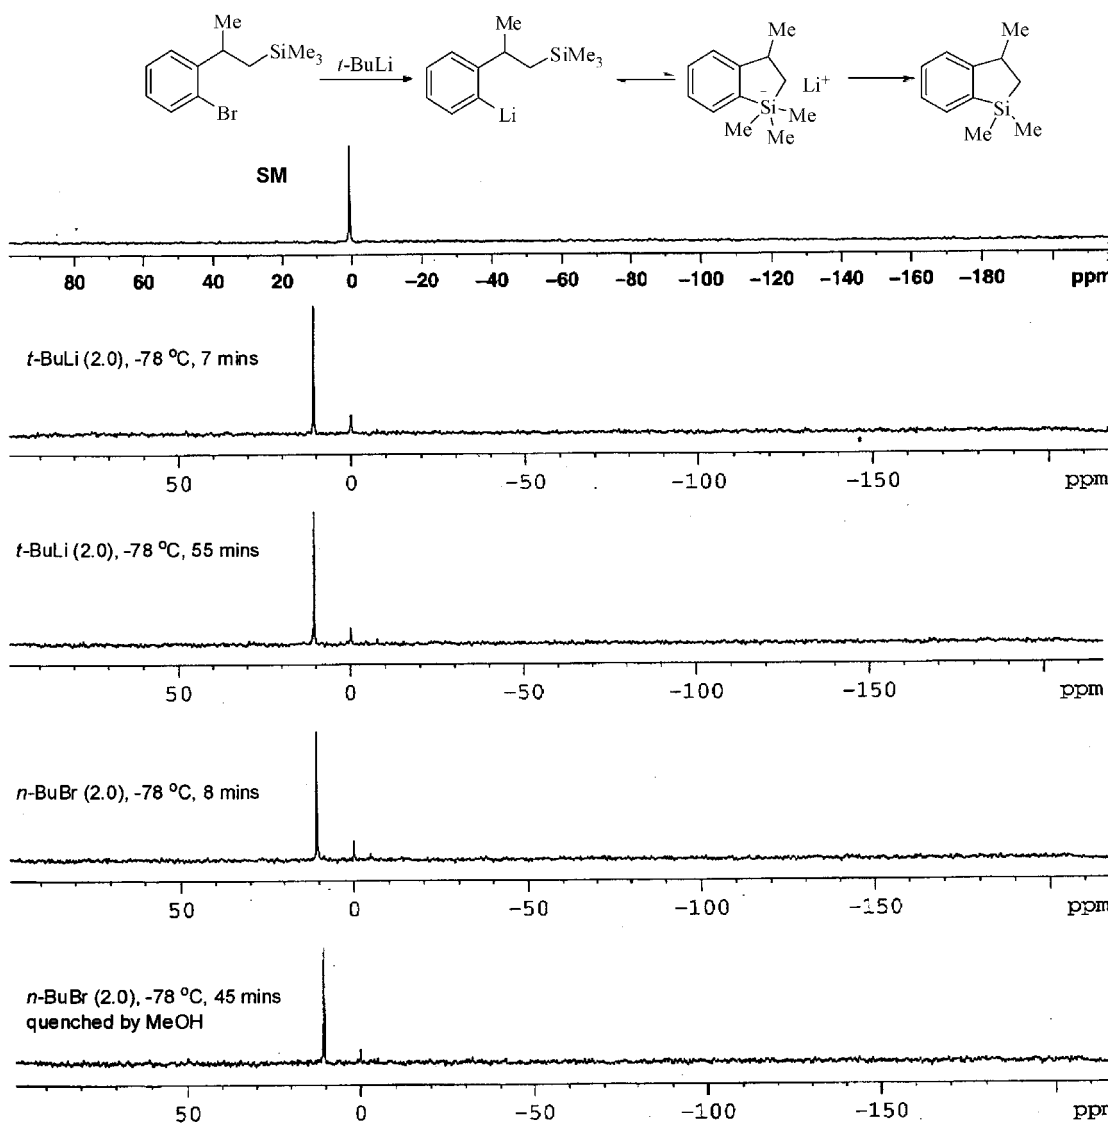 Me
Me
Me
Me
SiMe3
t-BuLi
SiMe3
Li+
Br
Li
Si
−
Me
Me
Me
Si
Me
Me
SM
80 60 40 20 0 −20 −40 −60 −80 −100 −120 −140 −160 −180 ppm
t-BuLi (2.0), -78 °C, 7 mins
50 0 −50 −100 −150 ppm
t-BuLi (2.0), -78 °C, 55 mins
50 0 −50 −100 −150 ppm
n-BuBr (2.0), -78 °C, 8 mins
50 0 −50 −100 −150 ppm
n-BuBr (2.0), -78 °C, 45 mins
quenched by MeOH
50 0 −50 −100 −150 ppm